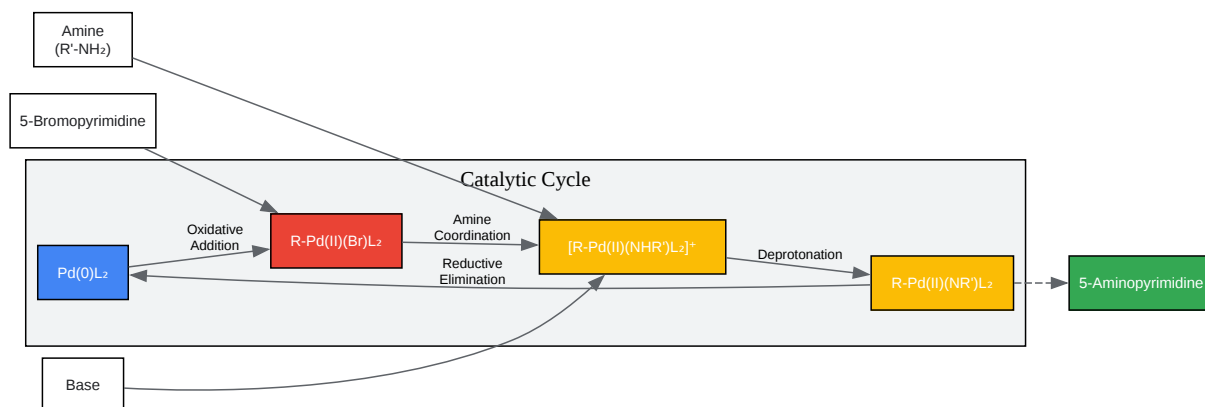 Amine
(R'-NH₂)
5-Bromopyrimidine
Catalytic Cycle
Oxidative
Addition
Amine
Coordination
R-Pd(II)(Br)L₂
[R-Pd(II)(NHR')L₂]⁺
Deprotonation
Pd(0)L₂
Reductive
Elimination
R-Pd(II)(NR')L₂
5-Aminopyrimidine
Base